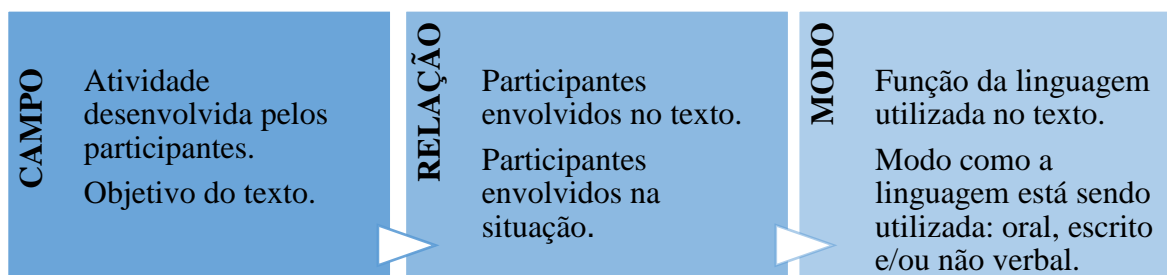 CAMPO
Atividade
desenvolvida pelos
participantes.
Objetivo do texto.
RELAÇÃO
Participantes
envolvidos no texto.
Participantes
envolvidos na
situação.
MODO
Função da linguagem
utilizada no texto.
Modo como a
linguagem está sendo
utilizada: oral, escrito
e/ou não verbal.